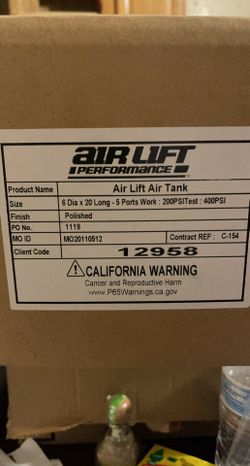 AIR LIFT
PERFORMANCE
Product Name Air Lift Air Tank
Size 6 Dia x 20 Long - 5 Ports Work : 200PSITest : 400PSI
Finish Polished
PO No. 1119
MO ID MO20110512 Contract REF : C-154
Client Code 12958
CALIFORNIA WARNING
Cancer and Reproductive Harm
www.P65Warnings.ca.gov